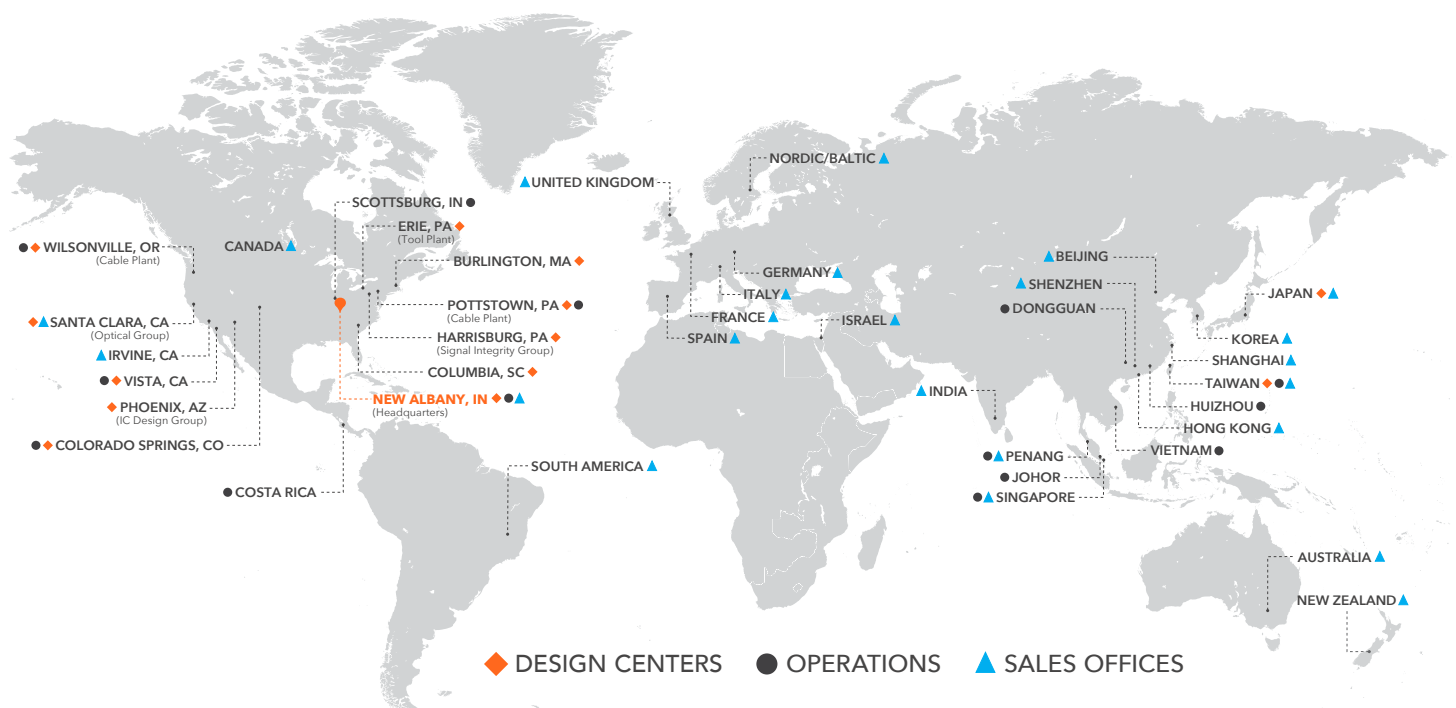 NORDIC/BALTIC
UNITED KINGDOM
SCOTTSBURG, IN
ERIE, PA
(Tool Plant)
WILSONVILLE, OR
(Cable Plant)
CANADA
BURLINGTON, MA
BEIJING
GERMANY
SHENZHEN
ITALY
JAPAN
POTTSTOWN, PA
(Cable Plant)
DONGGUAN
FRANCE
ISRAEL
SANTA CLARA, CA
(Optical Group)
HARRISBURG, PA
(Signal Integrity Group)
SPAIN
KOREA
IRVINE, CA
SHANGHAI
COLUMBIA, SC
VISTA, CA
TAIWAN
INDIA
NEW ALBANY, IN
(Headquarters)
PHOENIX, AZ
(IC Design Group)
HUIZHOU
HONG KONG
COLORADO SPRINGS, CO
VIETNAM
PENANG
SOUTH AMERICA
JOHOR
COSTA RICA
SINGAPORE
AUSTRALIA
NEW ZEALAND
DESIGN CENTERS OPERATIONS SALES OFFICES